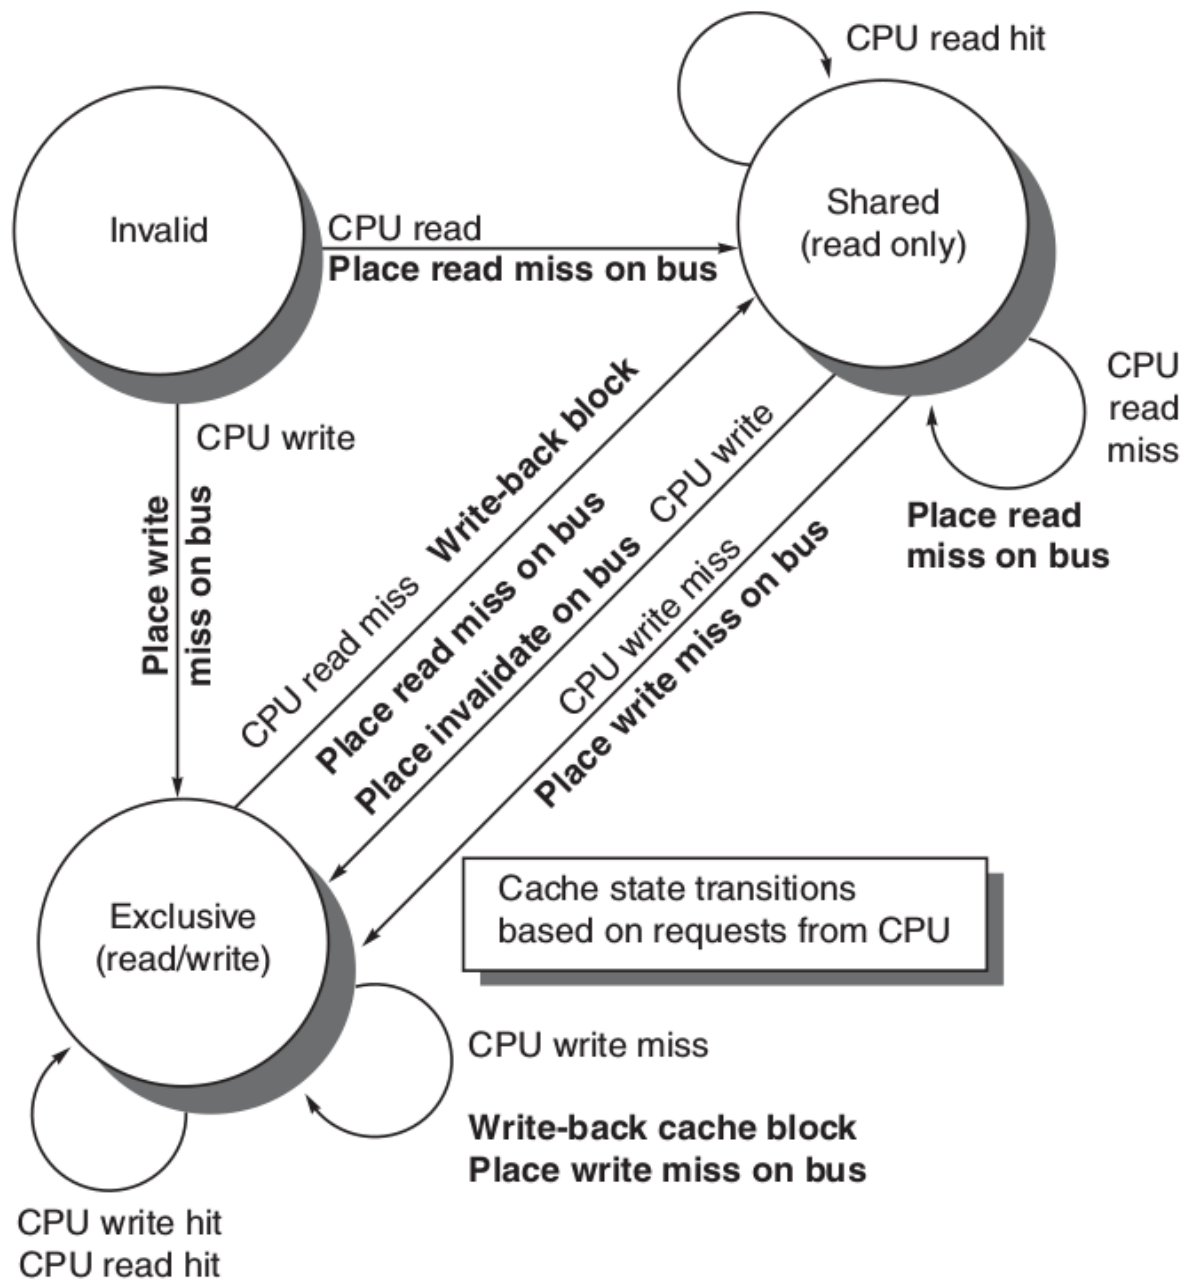 CPU read hit
Invalid
Shared
(read only)
CPU read
Place read miss on bus
CPU
read
miss
Place read
miss on bus
CPU write
Place write
miss on bus
CPU read miss Write-back block
Place read miss on bus
CPU write
Place invalidate on bus
CPU write miss
Place write miss on bus
Cache state transitions
based on requests from CPU
Exclusive
(read/write)
CPU write miss
Write-back cache block
Place write miss on bus
CPU write hit
CPU read hit